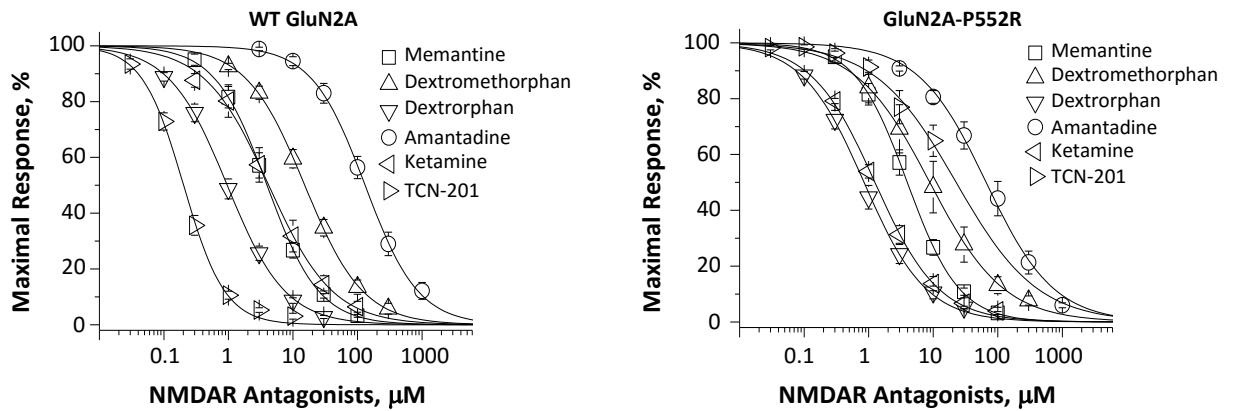 WT GluN2A
Maximal Response, %
100
80
60
40
20
0
Memantine
Dextromethorphan
Dextrorphan
Amantadine
Ketamine
TCN-201
0.1 1 10 100 1000
NMDAR Antagonists, μM
GluN2A-P552R
Maximal Response, %
100
80
60
40
20
0
Memantine
Dextromethorphan
Dextrorphan
Amantadine
Ketamine
TCN-201
0.1 1 10 100 1000
NMDAR Antagonists, μM